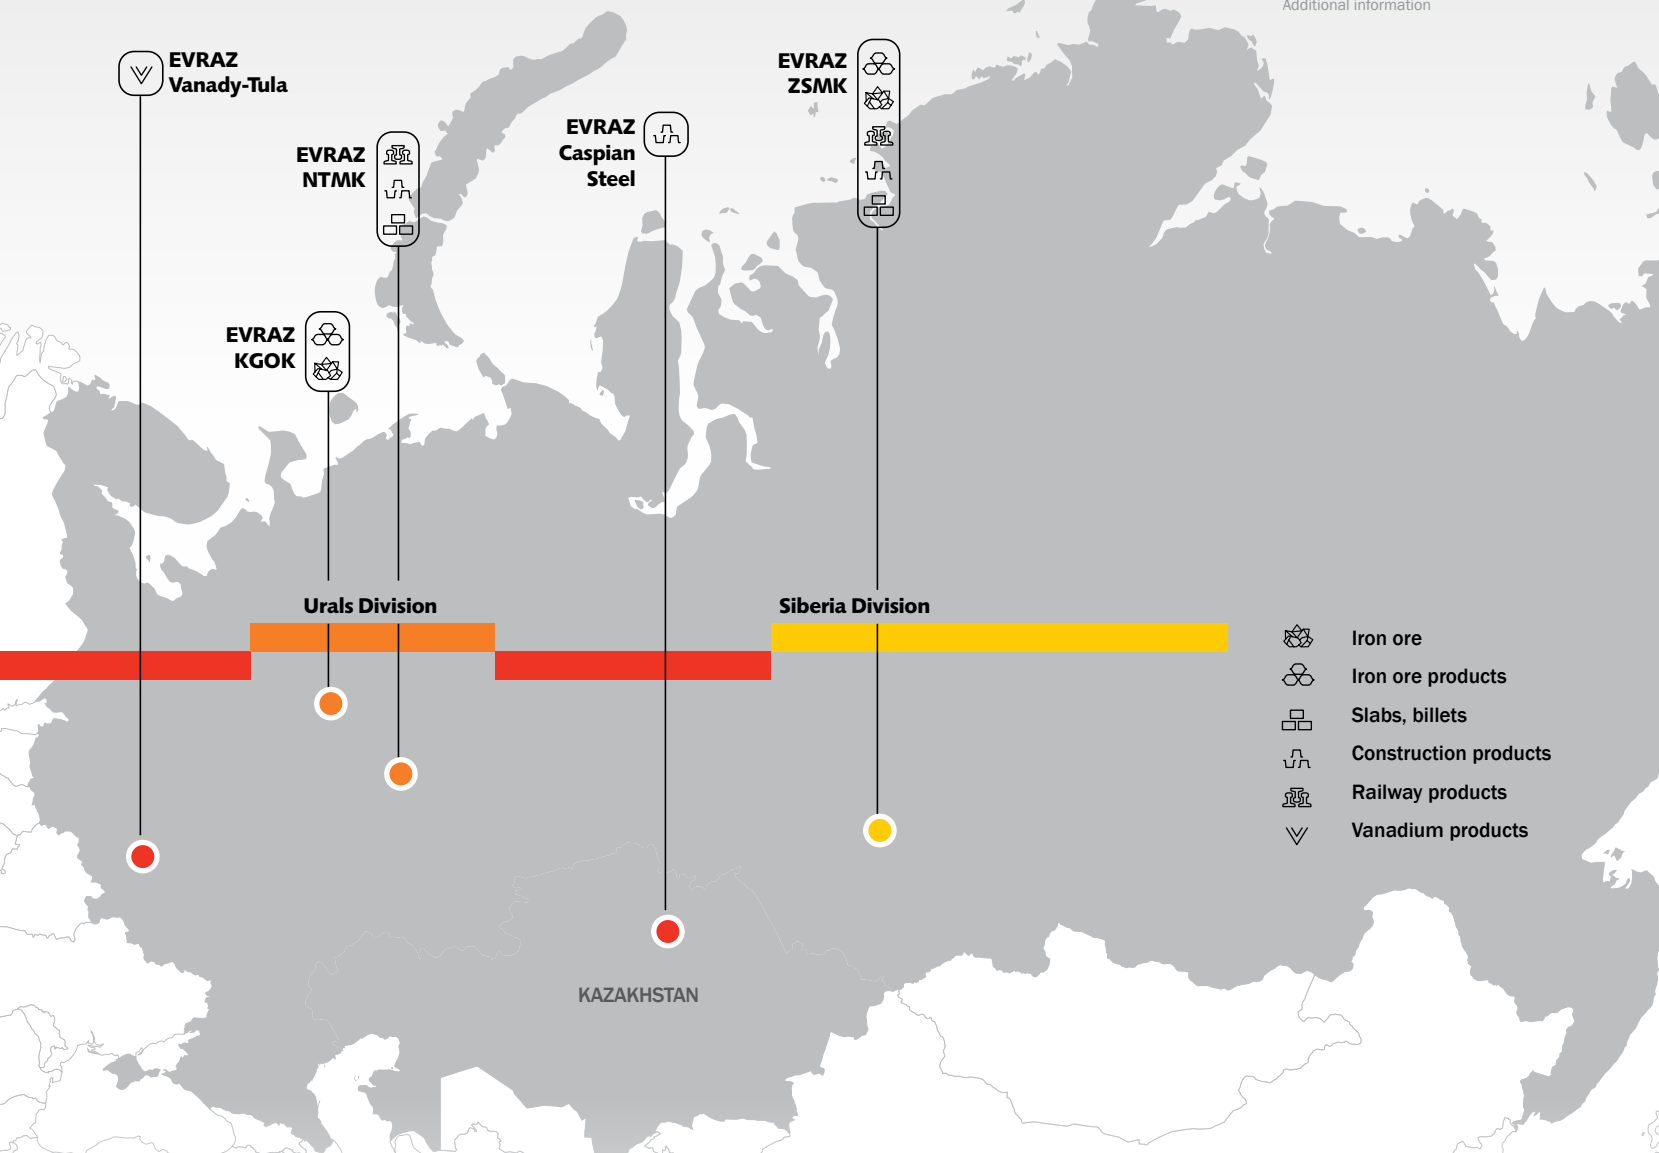 Additional information
EVRAZ
Vanady-Tula
EVRAZ
NTMK
EVRAZ
KGOK
EVRAZ
Caspian
Steel
EVRAZ
ZSMK
Urals Division
Siberia Division
Iron ore
Iron ore products
Slabs, billets
Construction products
Railway products
Vanadium products
KAZAKHSTAN